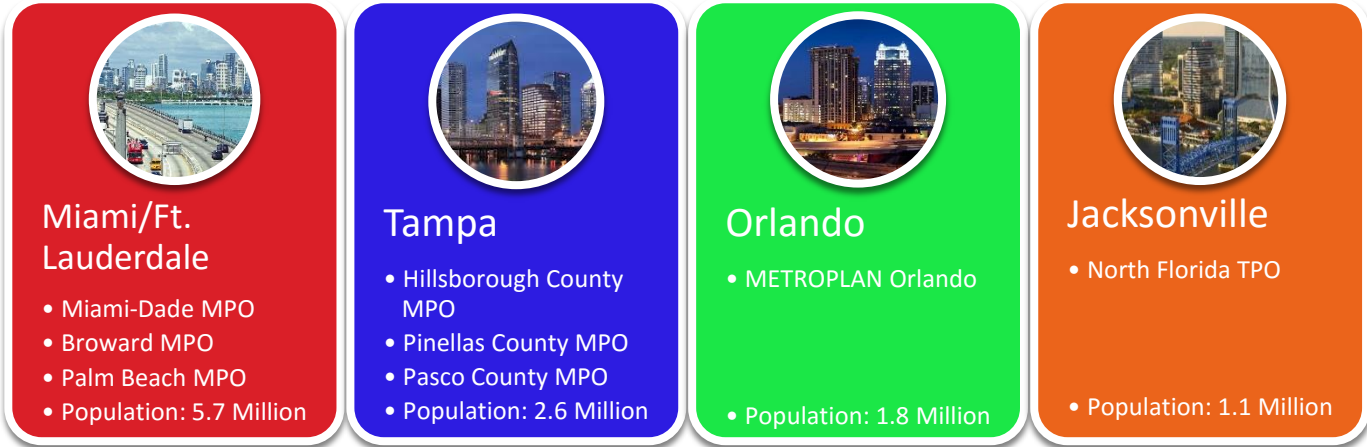 Miami/Ft.
Lauderdale
• Miami-Dade MPO
• Broward MPO
• Palm Beach MPO
• Population: 5.7 Million
Tampa
• Hillsborough County
MPO
• Pinellas County MPO
• Pasco County MPO
• Population: 2.6 Million
Orlando
• METROPLAN Orlando
• Population: 1.8 Million
Jacksonville
• North Florida TPO
• Population: 1.1 Million